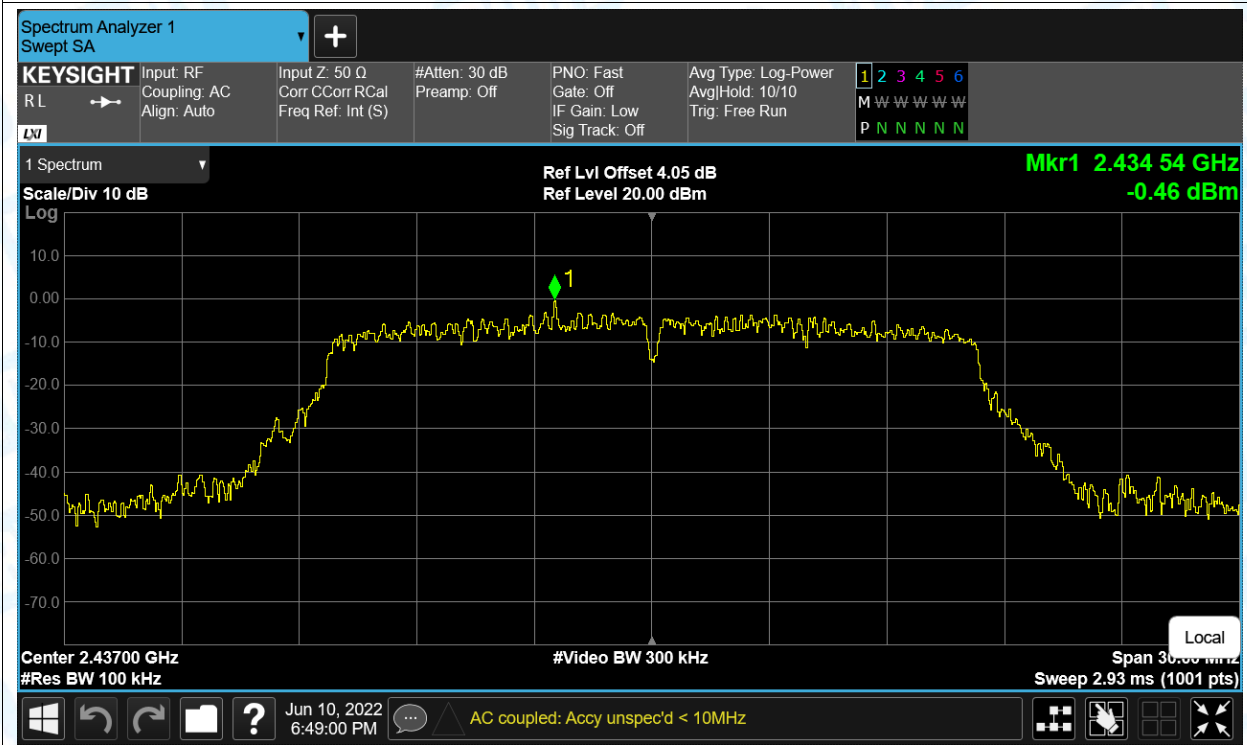 Spectrum Analyzer 1
Swept SA
KEYSIGHT
R L
LXI
Input: RF
Coupling: AC
Align: Auto
Input Z: 50 Ω
Corr CCorr RCal
Freq Ref: Int (S)
#Atten: 30 dB
Preamp: Off
PNO: Fast
Gate: Off
IF Gain: Low
Sig Track: Off
Avg Type: Log-Power
Avg|Hold: 10/10
Trig: Free Run
1 2 3 4 5 6
M W W W W W
P N N N N N
1 Spectrum
Scale/Div 10 dB
Log
Ref Lvl Offset 4.05 dB
Ref Level 20.00 dBm
Mkr1 2.434 54 GHz
-0.46 dBm
1
10.0
0.00
-10.0
-20.0
-30.0
-40.0
-50.0
-60.0
-70.0
Local
Center 2.43700 GHz
#Video BW 300 kHz
Span 30.00 MHz
#Res BW 100 kHz
Sweep 2.93 ms (1001 pts)
?
Jun 10, 2022
6:49:00 PM
AC coupled: Accy unspec'd < 10MHz